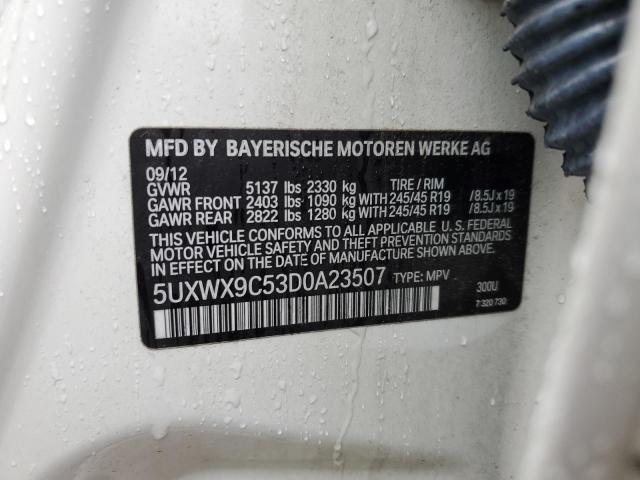 MFD BY BAYERISCHE MOTOREN WERKE AG
09/12
GVWR 5137 lbs 2330 kg TIRE / RIM
GAWR FRONT 2403 lbs 1090 kg WITH 245/45 R19 /8.5J x 19
GAWR REAR 2822 lbs 1280 kg WITH 245/45 R19 /8.5J x 19
THIS VEHICLE CONFORMS TO ALL APPLICABLE U. S. FEDERAL
MOTOR VEHICLE SAFETY AND THEFT PREVENTION STANDARDS
IN EFFECT ON THE DATE OF MANUFACTURE SHOWN ABOVE.
5UXWX9C53D0A23507 TYPE: MPV
300U
7 320 730